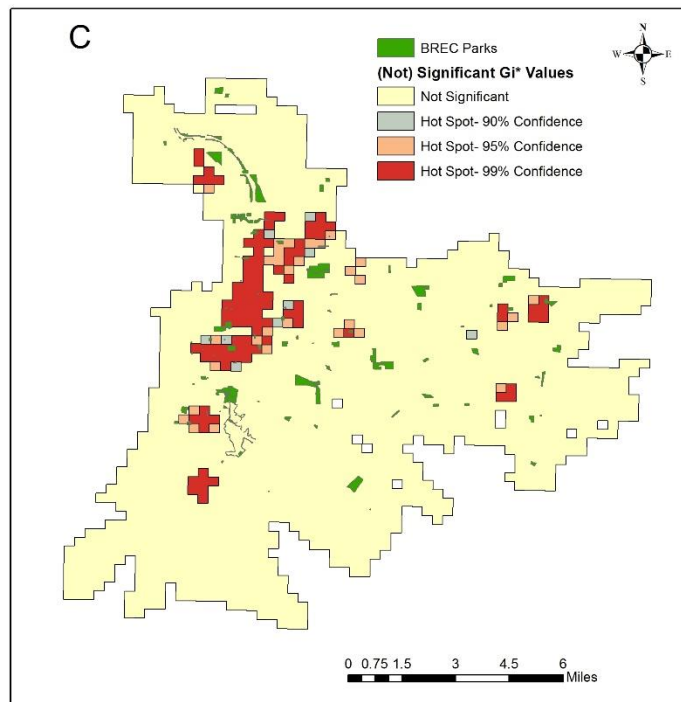 C
N
W E
S
BREC Parks
(Not) Significant Gi* Values
Not Significant
Hot Spot- 90% Confidence
Hot Spot- 95% Confidence
Hot Spot- 99% Confidence
0 0.75 1.5 3 4.5 6
Miles